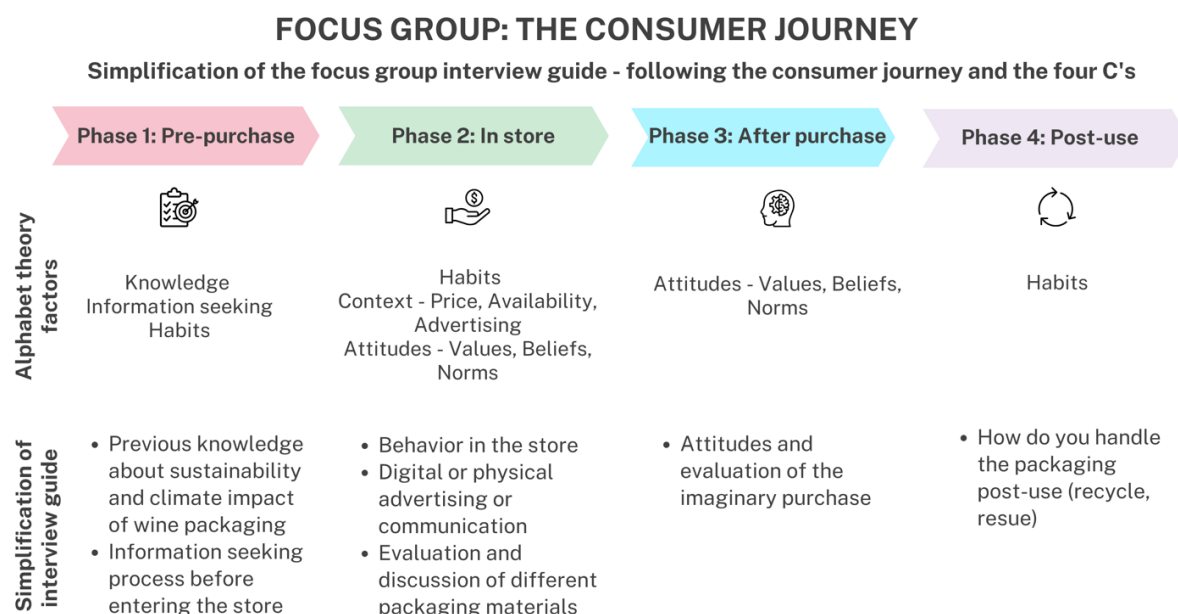 FOCUS GROUP: THE CONSUMER JOURNEY
Simplification of the focus group interview guide - following the consumer journey and the four C's
Phase 1: Pre-purchase
Phase 2: In store
Phase 3: After purchase
Phase 4: Post-use
Alphabet theory
factors
Knowledge
Information seeking
Habits
Habits
Context - Price, Availability,
Advertising
Attitudes - Values, Beliefs,
Norms
Attitudes - Values, Beliefs,
Norms
Habits
Simplification of
interview guide
• Previous knowledge
about sustainability
and climate impact
of wine packaging
• Information seeking
process before
entering the store
• Behavior in the store
• Digital or physical
advertising or
communication
• Evaluation and
discussion of different
packaging materials
• Attitudes and
evaluation of the
imaginary purchase
• How do you handle
the packaging
post-use (recycle,
resue)